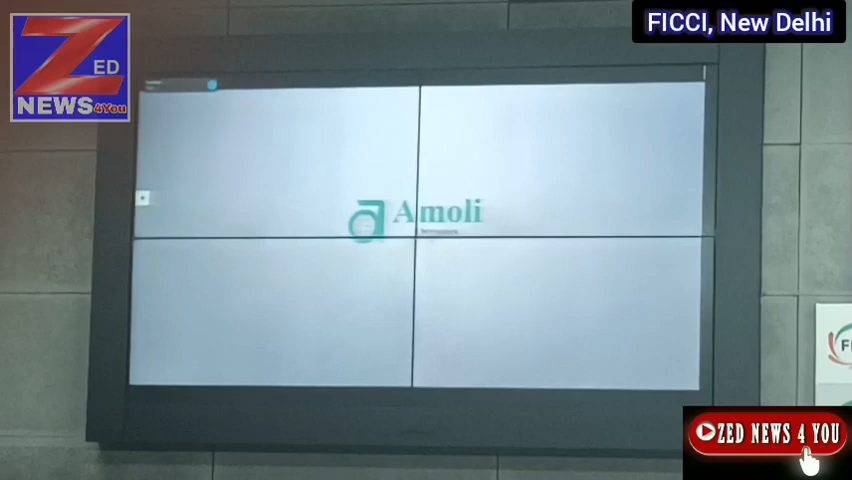 FICCI, New Delhi
ZED
NEWS4You
Amoli
ZED NEWS 4 YOU